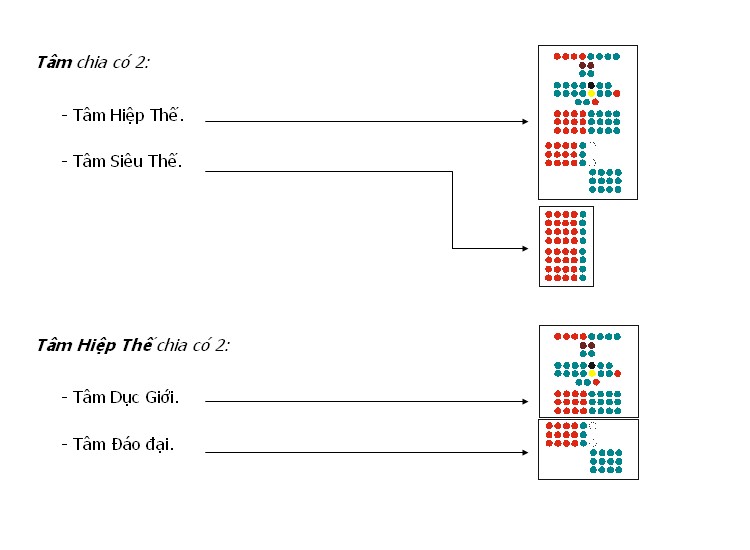 Tâm chia có 2:
- Tâm Hiệp Thế.
- Tâm Siêu Thế.
Tâm Hiệp Thế chia có 2:
- Tâm Dục Giới.
- Tâm Đáo đại.